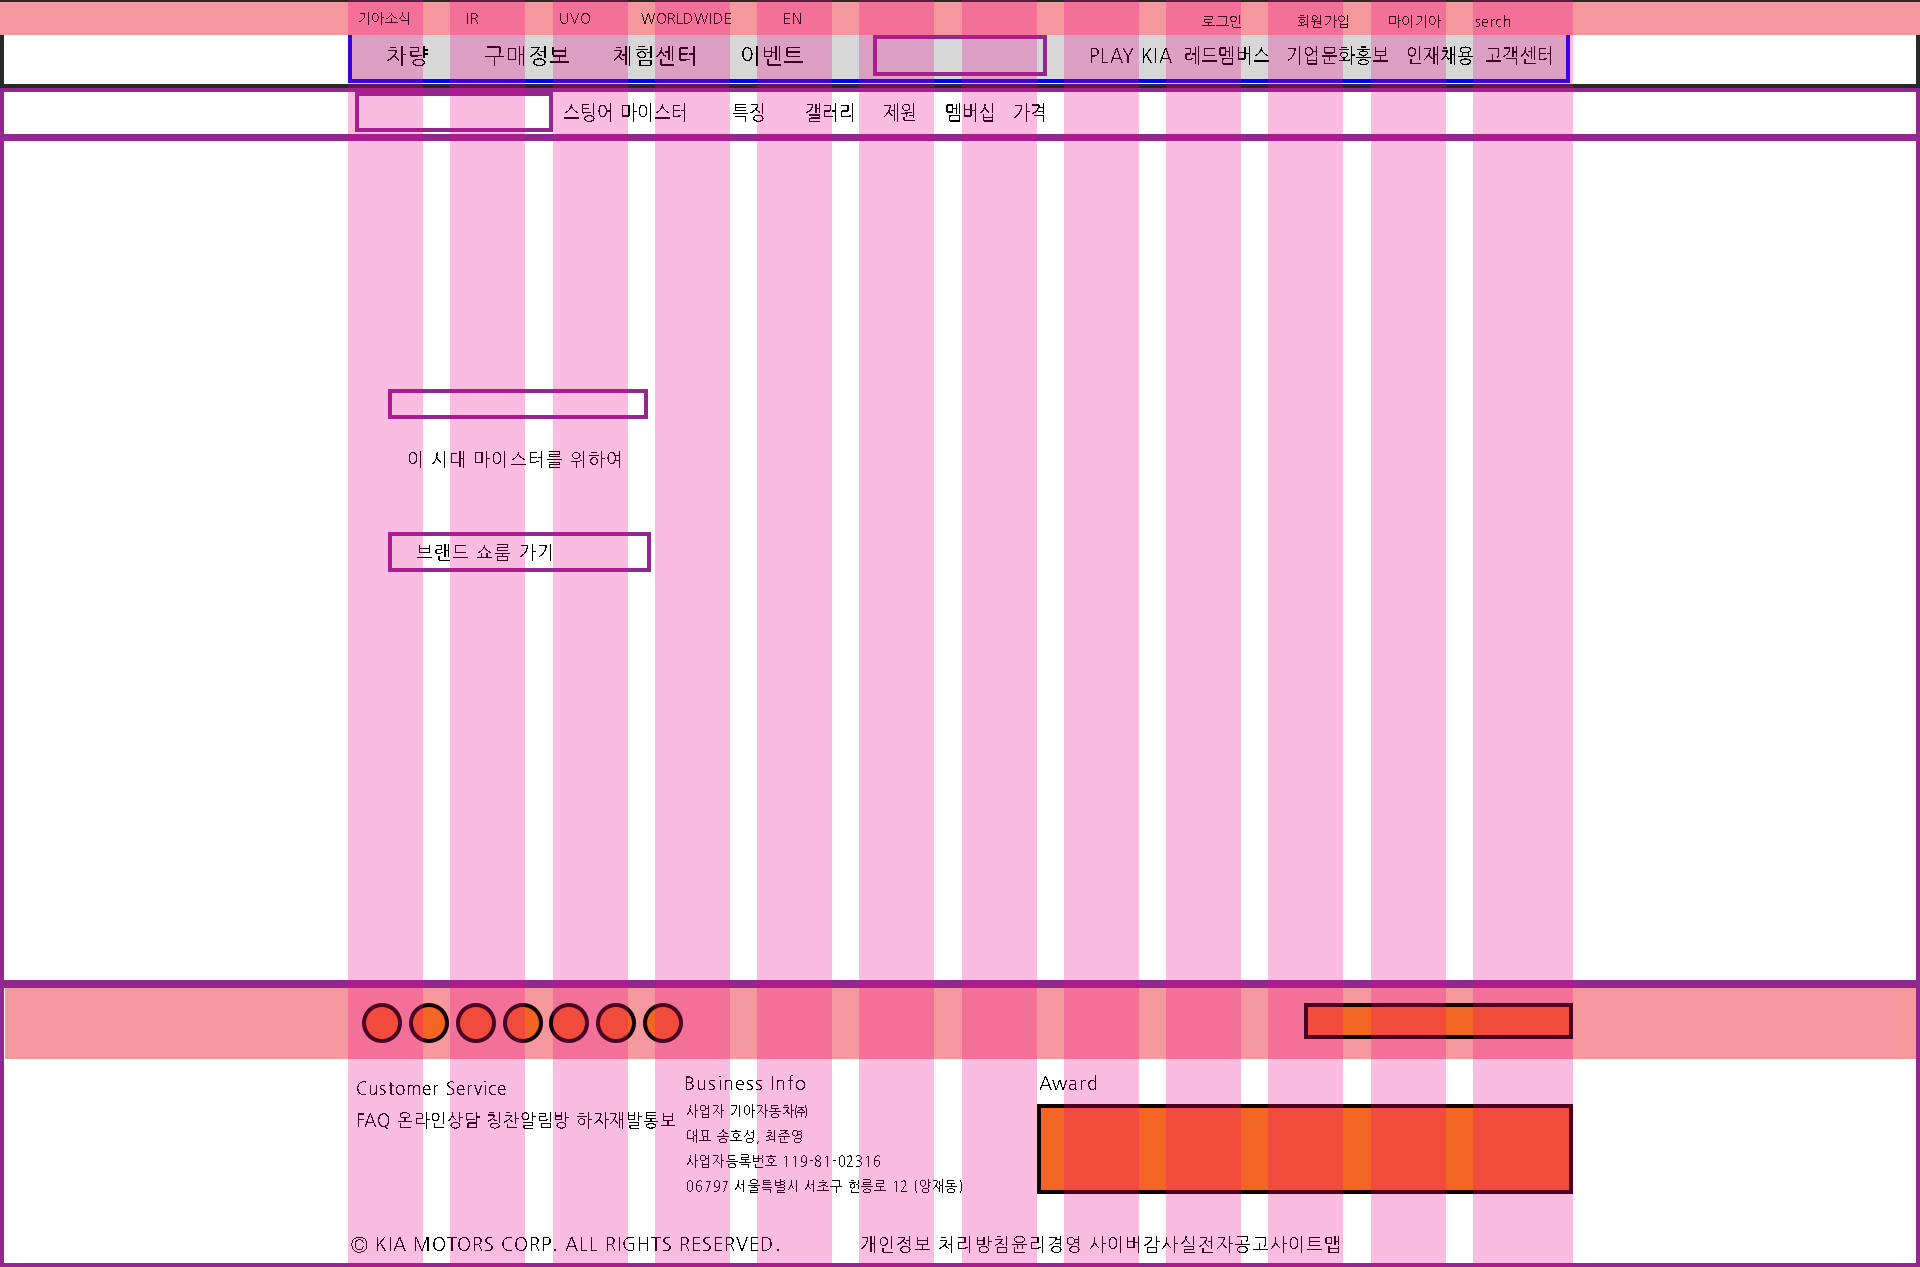 기아소식 IR UVO WORLDWIDE EN 로그인 회원가입 마이기아 serch
차량 구매정보 체험센터 이벤트 PLAY KIA 레드멤버스 기업문화홍보 인재채용 고객센터
스팅어 마이스터 특징 갤러리 제원 멤버십 가격
이 시대 마이스터를 위하여
브랜드 쇼룸 가기
Customer Service
FAQ 온라인상담 칭찬알림방 하자재발통보
Business Info
사업자 기아자동차㈜
대표 송호성, 최준영
사업자등록번호 119-81-02316
06797 서울특별시 서초구 헌릉로 12 (양재동)
Award
© KIA MOTORS CORP. ALL RIGHTS RESERVED. 개인정보 처리방침윤리경영 사이버감사실전자공고사이트맵